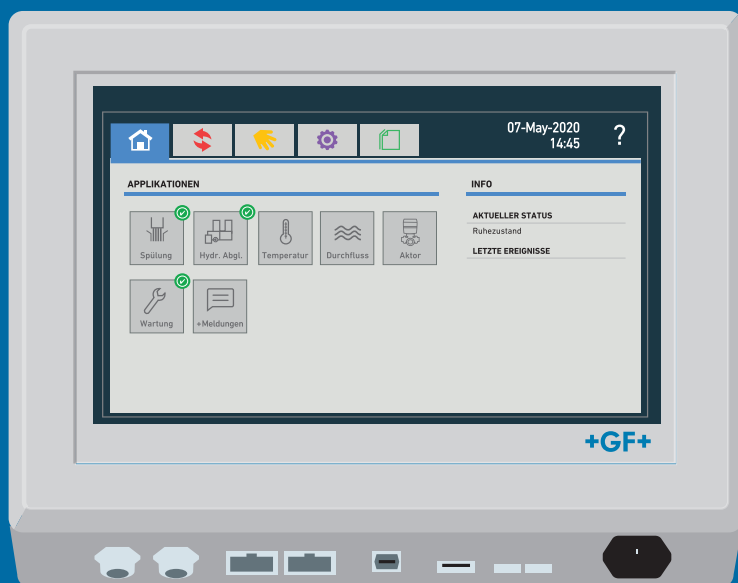 07-May-2020
14:45
?
APPLIKATIONEN
INFO
Spülung
Hydr. Abgl.
Temperatur
Durchfluss
Aktor
Wartung
+Meldungen
AKTUELLER STATUS
Ruhezustand
LETZTE EREIGNISSE
+GF+